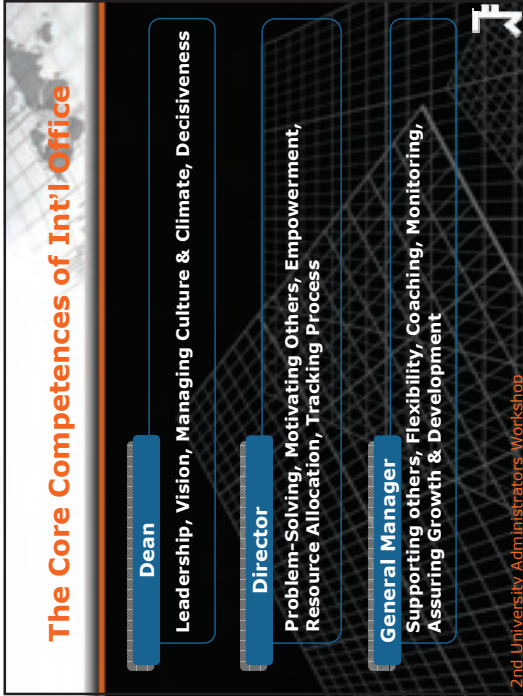 The Core Competences of Int'l Office
Dean
Leadership, Vision, Managing Culture & Climate, Decisiveness
Director
Problem-Solving, Motivating Others, Empowerment,
Resource Allocation, Tracking Process
General Manager
Supporting others, Flexibility, Coaching, Monitoring,
Assuring Growth & Development
2nd University Administrators Workshop